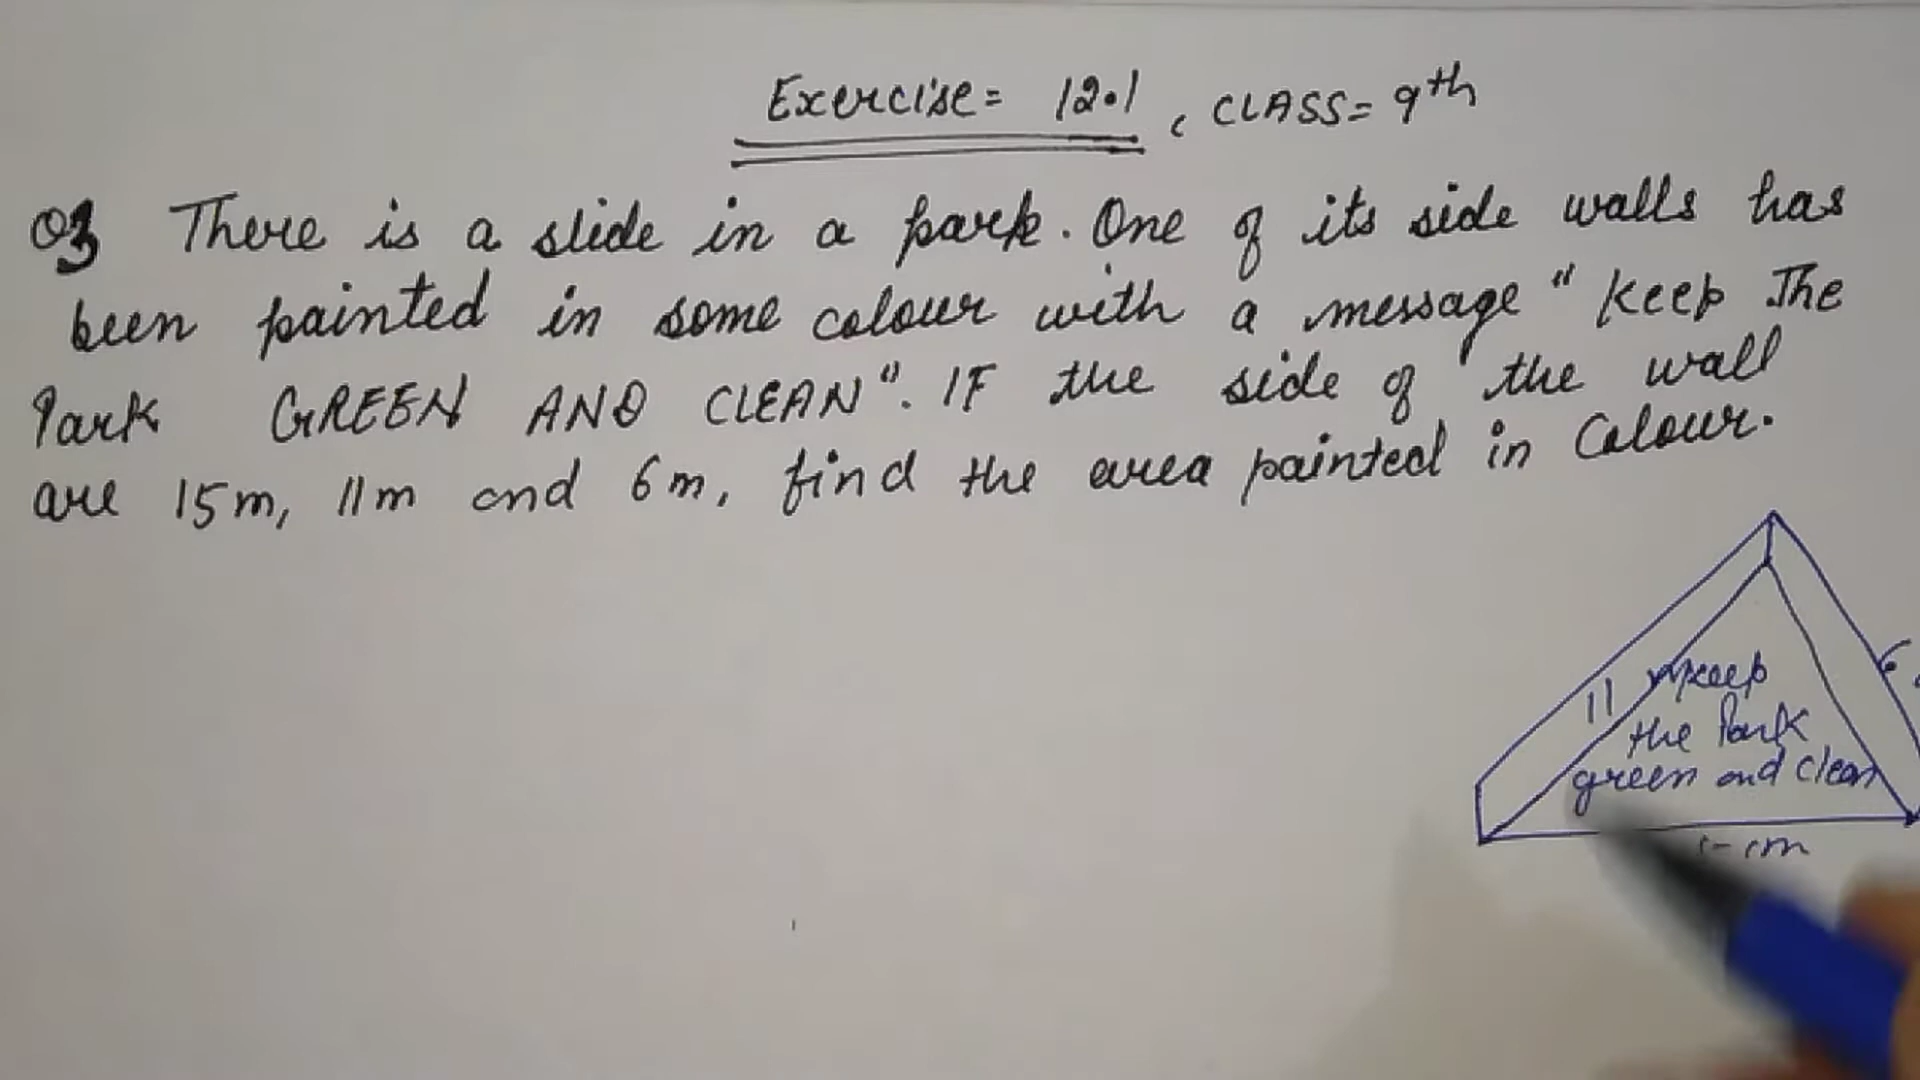 Exercise = 12.1 , CLASS = 9th
Q3 There is a slide in a park. One of its side walls has
been painted in some colour with a message "Keep The
Park GREEN AND CLEAN". IF the side of the wall
are 15m, 11m and 6m, find the area painted in Colour.
6
11
keep
the Park
green and clean